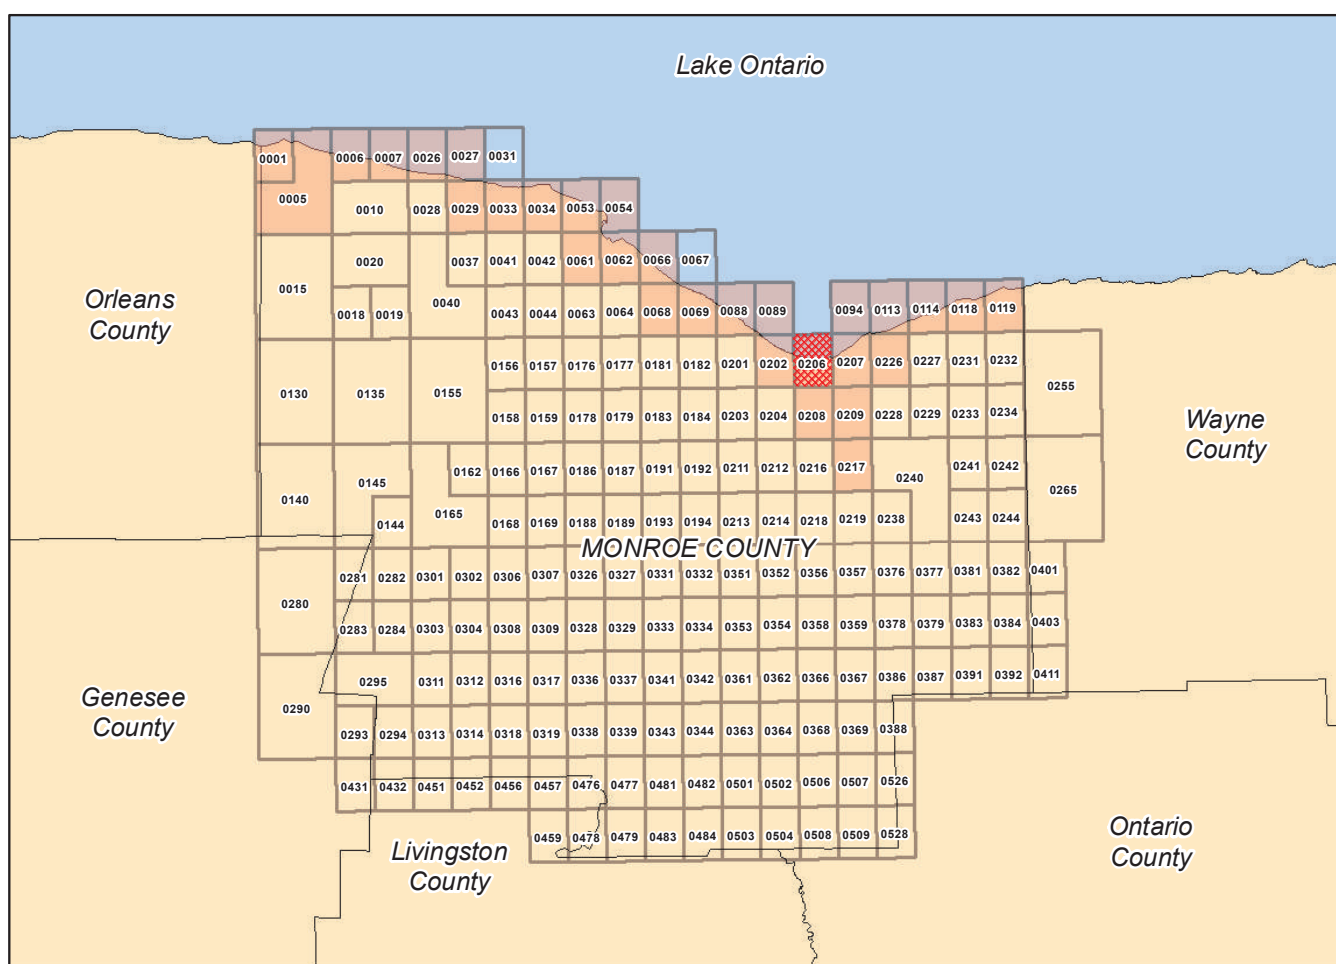 Lake Ontario
0001 0006 0007 0026 0027 0031
0005 0010 0028 0029 0033 0034 0053 0054
0015 0020 0037 0041 0042 0061 0062 0066 0067
0018 0019 0040 0043 0044 0063 0064 0068 0069 0088 0089 0094 0113 0114 0118 0119
Orleans
County
0130 0135 0155 0156 0157 0176 0177 0181 0182 0201 0202 0206 0207 0226 0227 0231 0232 0255
0158 0159 0178 0179 0183 0184 0203 0204 0208 0209 0228 0229 0233 0234
Wayne
County
0140 0145 0162 0166 0167 0186 0187 0191 0192 0211 0212 0216 0217 0240 0241 0242 0265
0144 0165 0168 0169 0188 0189 0193 0194 0213 0214 0218 0219 0238 0243 0244
MONROE COUNTY
0280 0281 0282 0301 0302 0306 0307 0326 0327 0331 0332 0351 0352 0356 0357 0376 0377 0381 0382 0401
0283 0284 0303 0304 0308 0309 0328 0329 0333 0334 0353 0354 0358 0359 0378 0379 0383 0384 0403
0290 0295 0311 0312 0316 0317 0336 0337 0341 0342 0361 0362 0366 0367 0386 0387 0391 0392 0411
Genesee
County
0293 0294 0313 0314 0318 0319 0338 0339 0343 0344 0363 0364 0368 0369 0388
0431 0432 0451 0452 0456 0457 0476 0477 0481 0482 0501 0502 0506 0507 0526
0459 0478 0479 0483 0484 0503 0504 0508 0509 0528
Livingston
County
Ontario
County